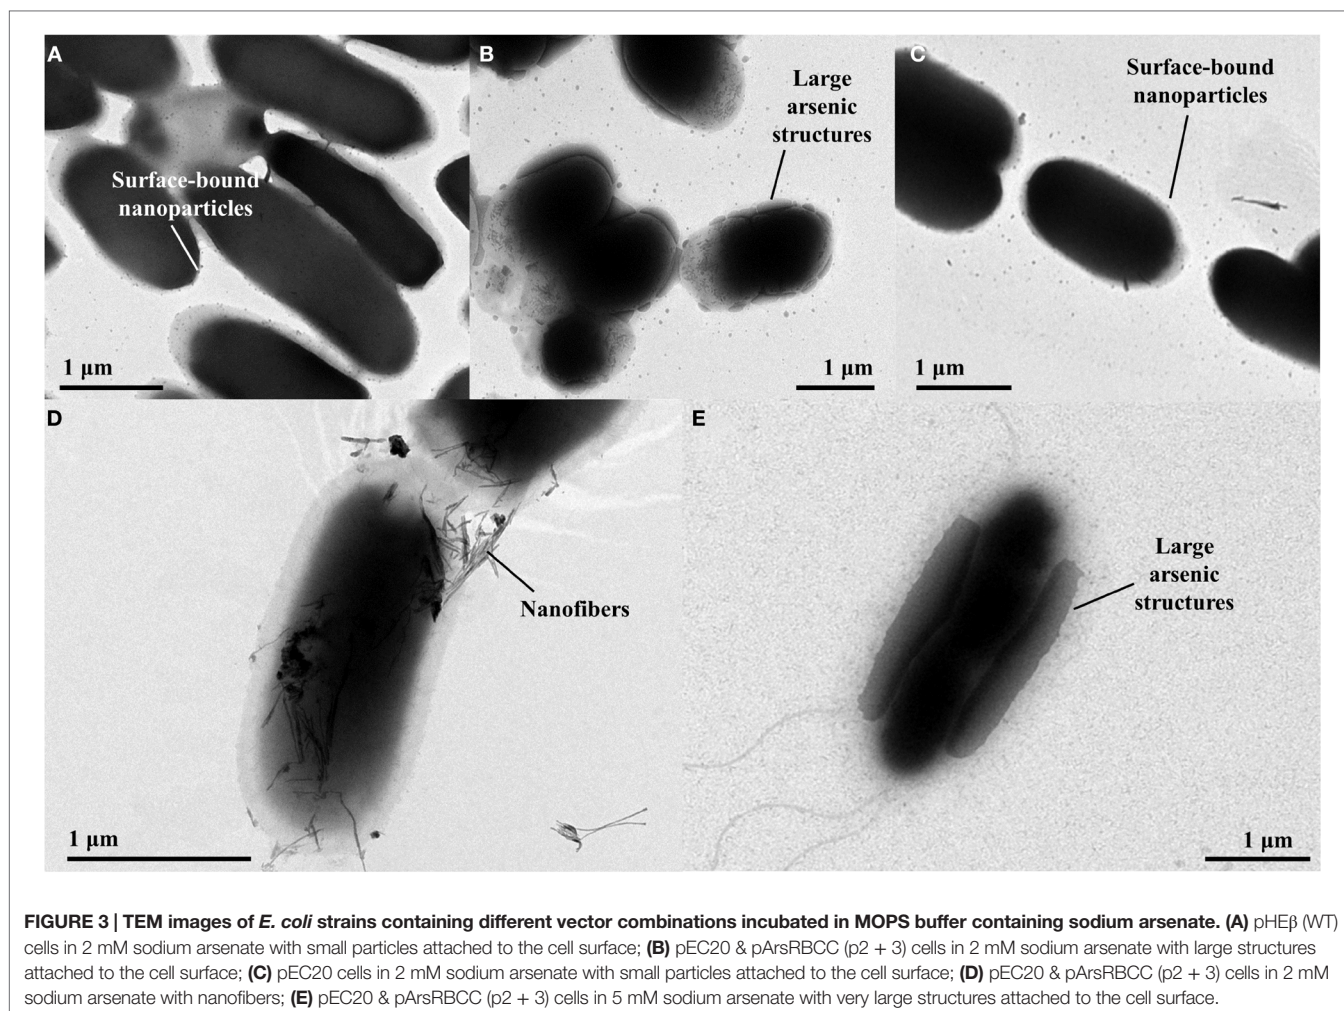 A
Surface-bound
nanoparticles
1 μm
B
Large
arsenic
structures
1 μm
C
Surface-bound
nanoparticles
1 μm
D
Nanofibers
1 μm
E
Large
arsenic
structures
1 μm
FIGURE 3 | TEM images of E. coli strains containing different vector combinations incubated in MOPS buffer containing sodium arsenate. (A) pHEβ (WT)
cells in 2 mM sodium arsenate with small particles attached to the cell surface; (B) pEC20 & pArsRBCC (p2 + 3) cells in 2 mM sodium arsenate with large structures
attached to the cell surface; (C) pEC20 cells in 2 mM sodium arsenate with small particles attached to the cell surface; (D) pEC20 & pArsRBCC (p2 + 3) cells in 2 mM
sodium arsenate with nanofibers; (E) pEC20 & pArsRBCC (p2 + 3) cells in 5 mM sodium arsenate with very large structures attached to the cell surface.